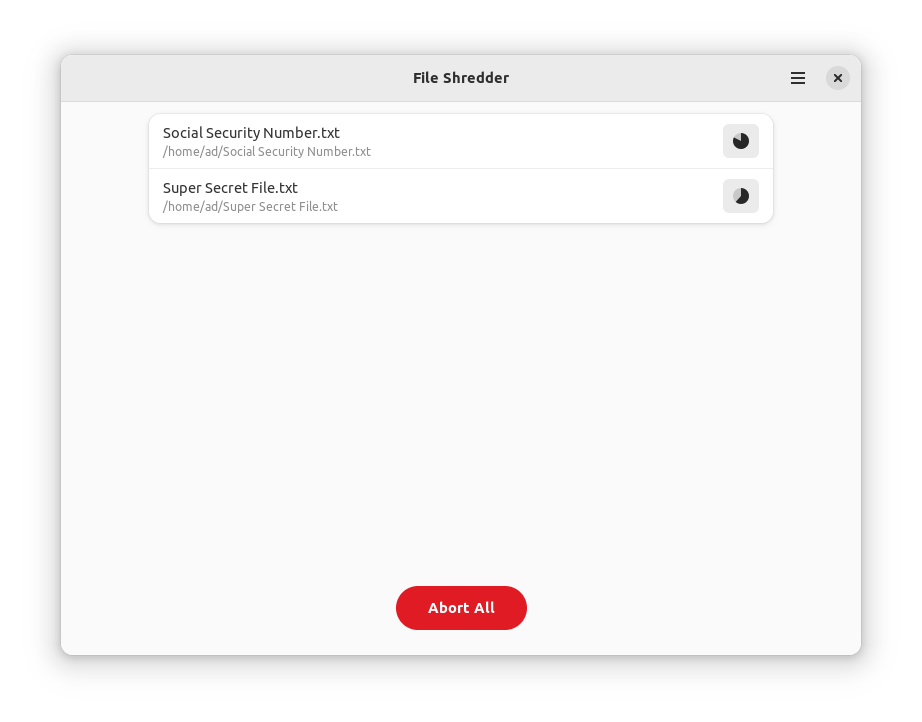 File Shredder
Social Security Number.txt
/home/ad/Social Security Number.txt
Super Secret File.txt
/home/ad/Super Secret File.txt
Abort All